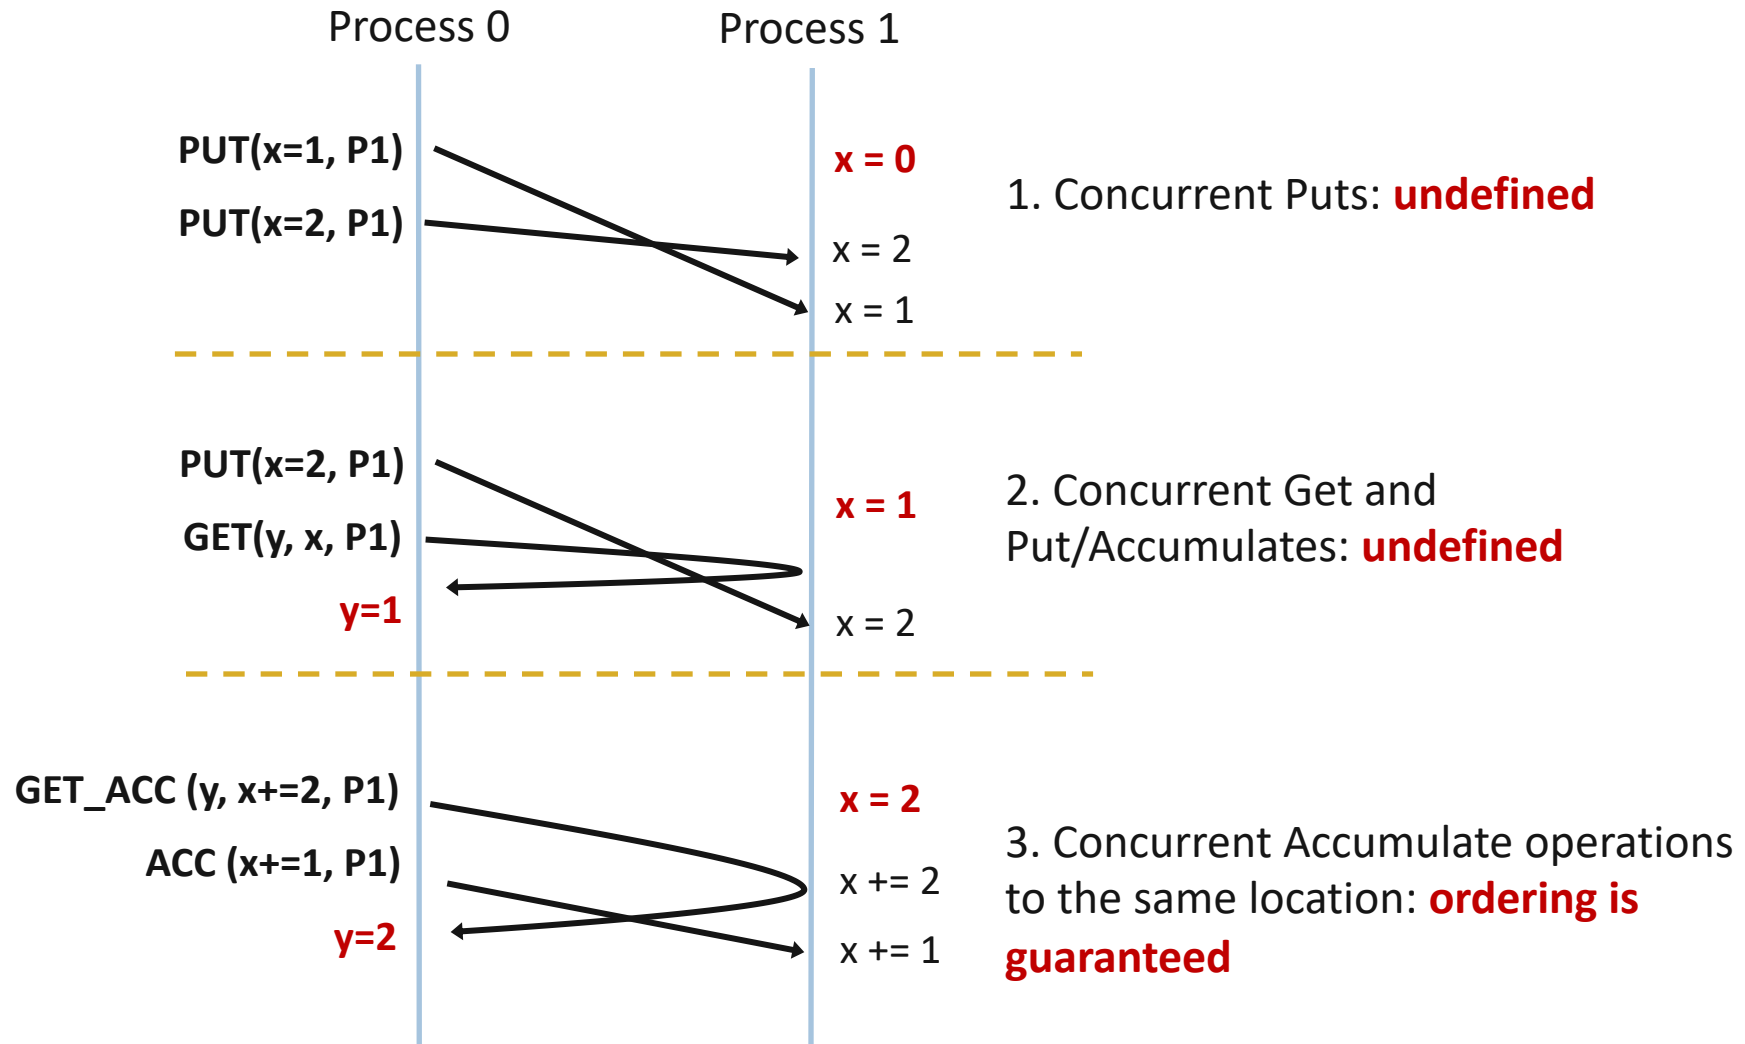 Process 0
Process 1
PUT(x=1, P1)
x = 0
1. Concurrent Puts: undefined
PUT(x=2, P1)
x = 2
x = 1
PUT(x=2, P1)
x = 1
2. Concurrent Get and
Put/Accumulates: undefined
GET(y, x, P1)
y=1
x = 2
GET_ACC (y, x+=2, P1)
x = 2
3. Concurrent Accumulate operations
to the same location: ordering is
guaranteed
ACC (x+=1, P1)
x += 2
y=2
x += 1